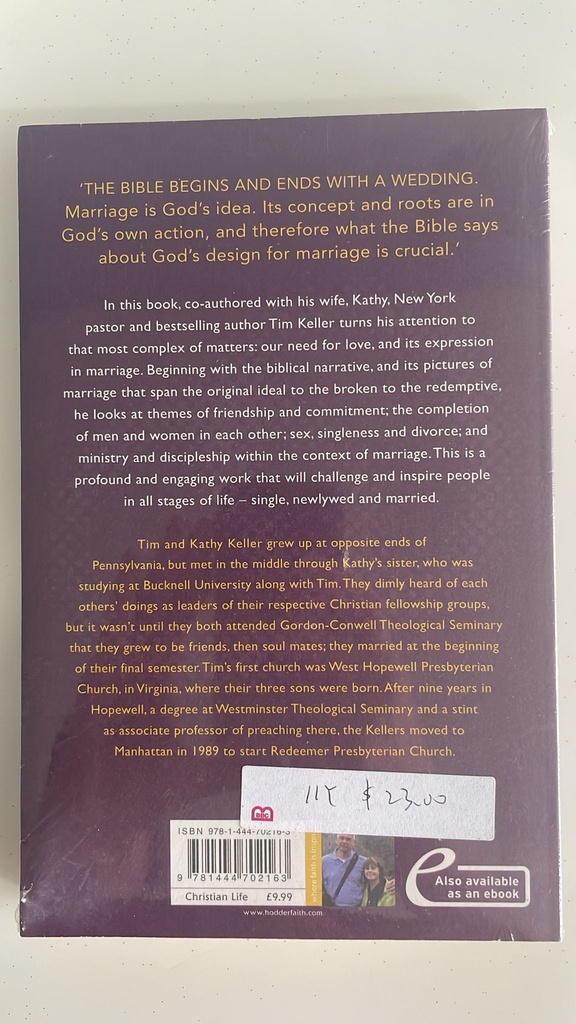 'THE BIBLE BEGINS AND ENDS WITH A WEDDING.
Marriage is God's idea. Its concept and roots are in
God's own action, and therefore what the Bible says
about God's design for marriage is crucial.'
In this book, co-authored with his wife, Kathy, New York
pastor and bestselling author Tim Keller turns his attention to
that most complex of matters: our need for love, and its expression
in marriage. Beginning with the biblical narrative, and its pictures of
marriage that span the original ideal to the broken to the redemptive,
he looks at themes of friendship and commitment; the completion
of men and women in each other; sex, singleness and divorce; and
ministry and discipleship within the context of marriage. This is a
profound and engaging work that will challenge and inspire people
in all stages of life – single, newlywed and married.
Tim and Kathy Keller grew up at opposite ends of
Pennsylvania, but met in the middle through Kathy's sister, who was
studying at Bucknell University along with Tim. They dimly heard of each
others' doings as leaders of their respective Christian fellowship groups,
but it wasn't until they both attended Gordon-Conwell Theological Seminary
that they grew to be friends, then soul mates; they married at the beginning
of their final semester. Tim's first church was West Hopewell Presbyterian
Church, in Virginia, where their three sons were born. After nine years in
Hopewell, a degree at Westminster Theological Seminary and a stint
as associate professor of preaching there, the Kellers moved to
Manhattan in 1989 to start Redeemer Presbyterian Church.
11Y $23.00
BBC
ISBN 978-1-444-70216-3
9 781444 702163
Christian Life £9.99
where faith is
e
Also available
as an ebook
www.hodderfaith.com